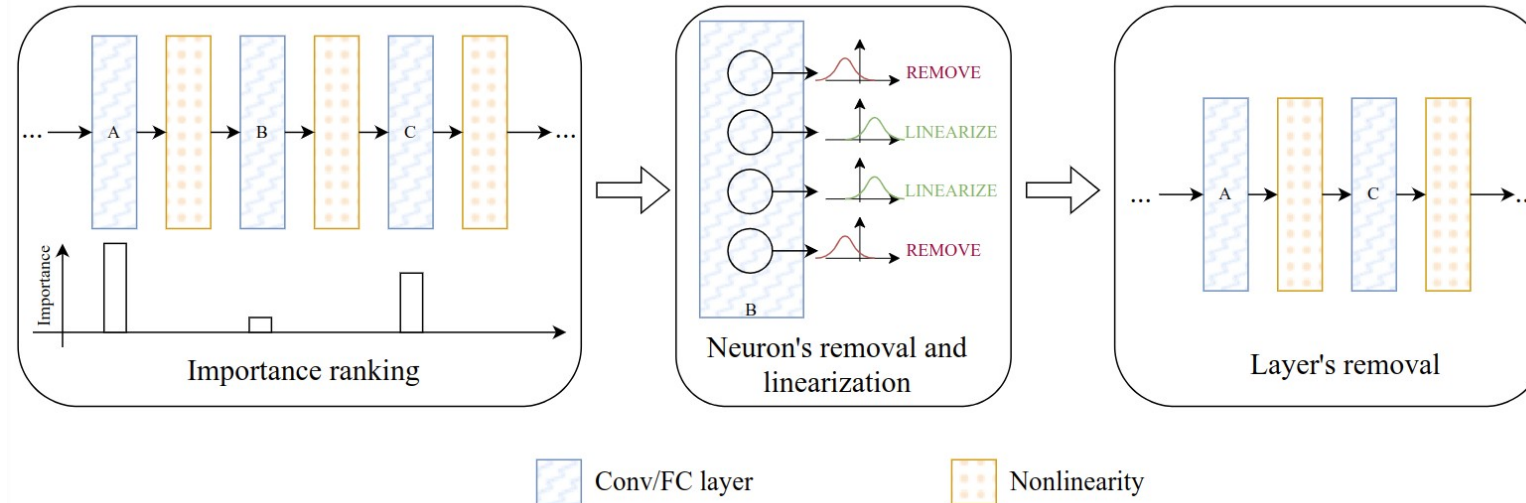 ... A B C ...
Importance
Importance ranking
REMOVE
LINEARIZE
LINEARIZE
REMOVE
B
Neuron's removal and
linearization
... A C ..
Layer's removal
Conv/FC layer
Nonlinearity